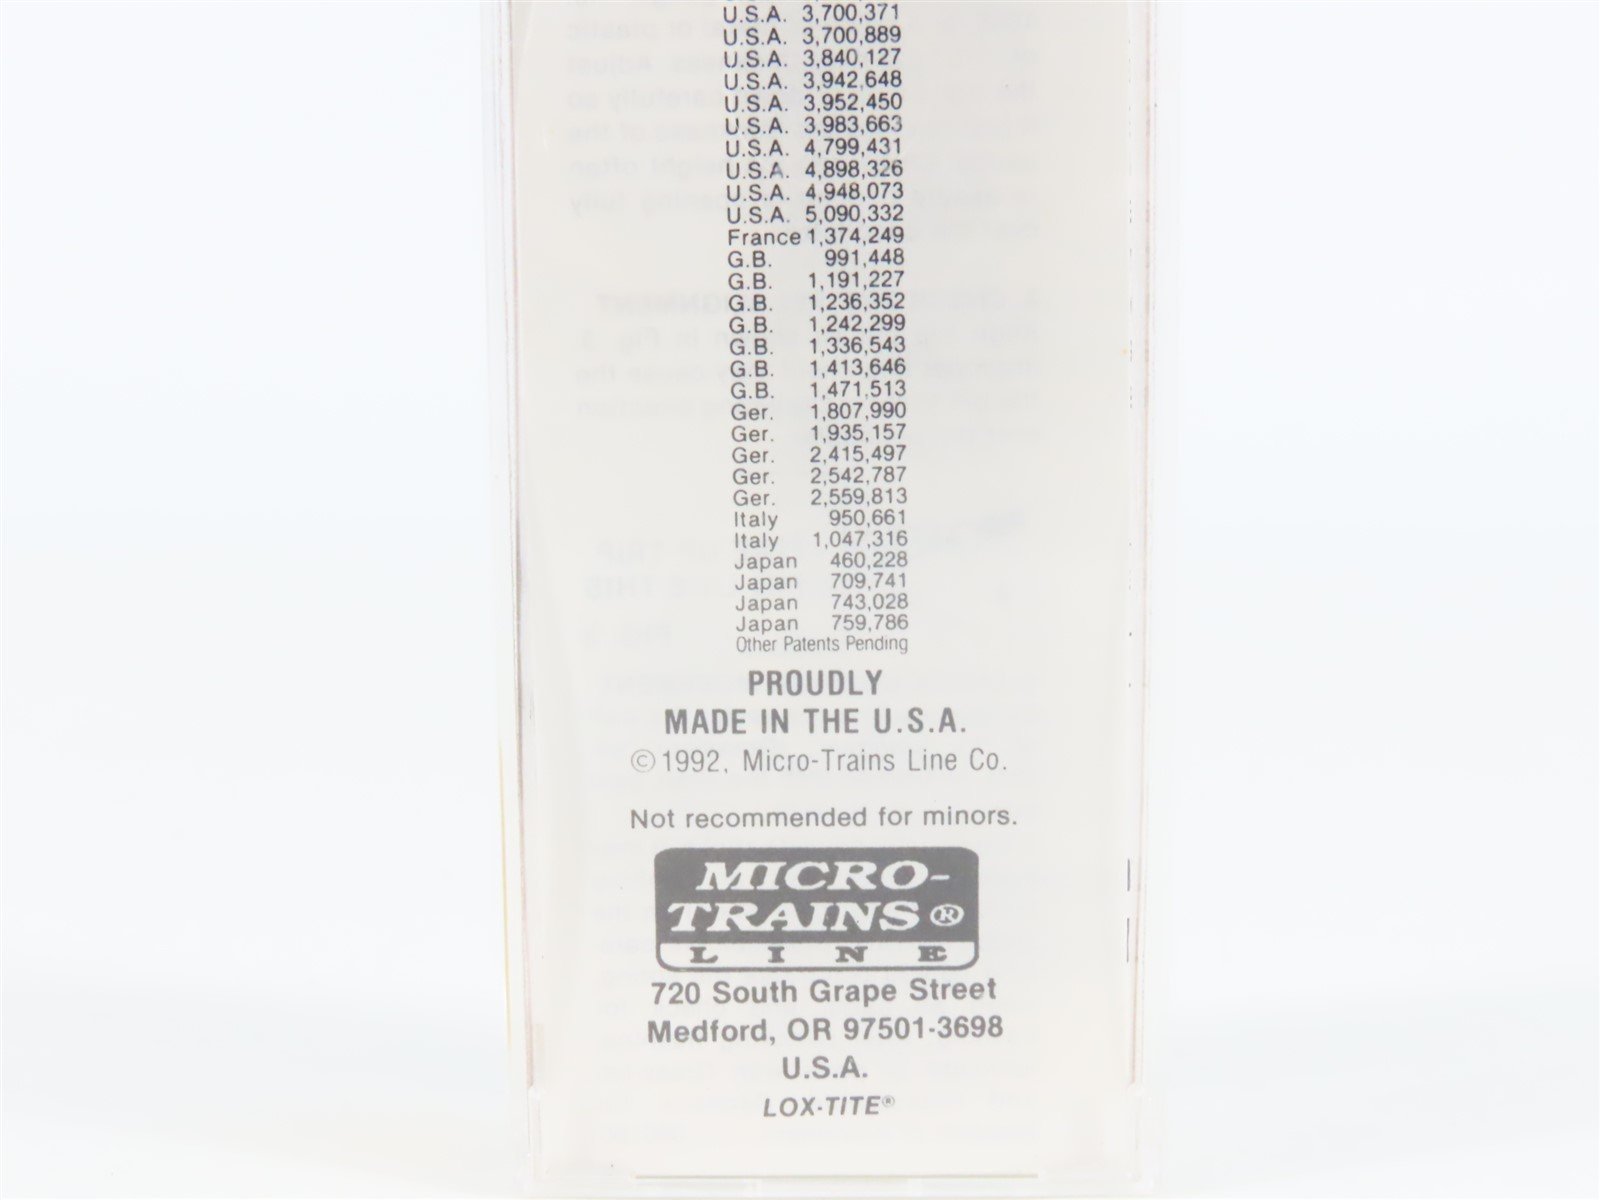 U.S.A. 3,700,371
U.S.A. 3,700,889
U.S.A. 3,840,127
U.S.A. 3,942,648
U.S.A. 3,952,450
U.S.A. 3,983,663
U.S.A. 4,799,431
U.S.A. 4,898,326
U.S.A. 4,948,073
U.S.A. 5,090,332
France 1,374,249
G.B. 991,448
G.B. 1,191,227
G.B. 1,236,352
G.B. 1,242,299
G.B. 1,336,543
G.B. 1,413,646
G.B. 1,471,513
Ger. 1,807,990
Ger. 1,935,157
Ger. 2,415,497
Ger. 2,542,787
Ger. 2,559,813
Italy 950,661
Italy 1,047,316
Japan 460,228
Japan 709,741
Japan 743,028
Japan 759,786
Other Patents Pending
PROUDLY
MADE IN THE U.S.A.
©1992, Micro-Trains Line Co.
Not recommended for minors.
MICRO-
TRAINS®
LINE
720 South Grape Street
Medford, OR 97501-3698
U.S.A.
LOX-TITE®